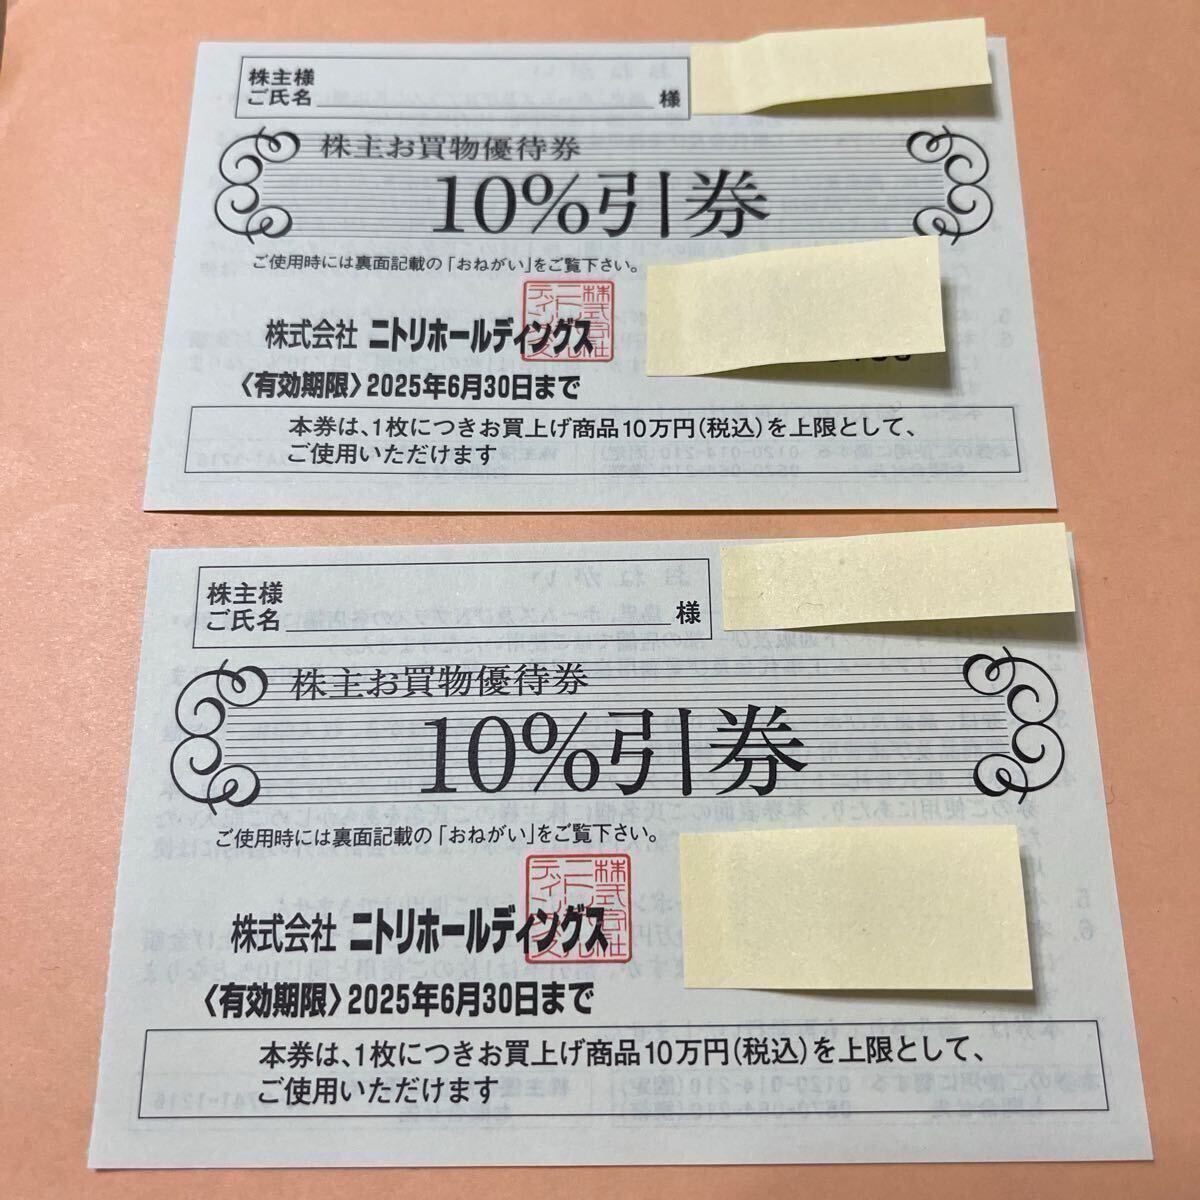 株主様
ご氏名 様
株主お買物優待券
10%引券
ご使用時には裏面記載の「おねがい」をご覧下さい。
株式会社 ニトリホールディングス
〈有効期限〉2025年6月30日まで
本券は、1枚につきお買上げ商品10万円(税込)を上限として、
ご使用いただけます
株主様
ご氏名 様
株主お買物優待券
10%引券
ご使用時には裏面記載の「おねがい」をご覧下さい。
株式会社 ニトリホールディングス
〈有効期限〉2025年6月30日まで
本券は、1枚につきお買上げ商品10万円(税込)を上限として、
ご使用いただけます